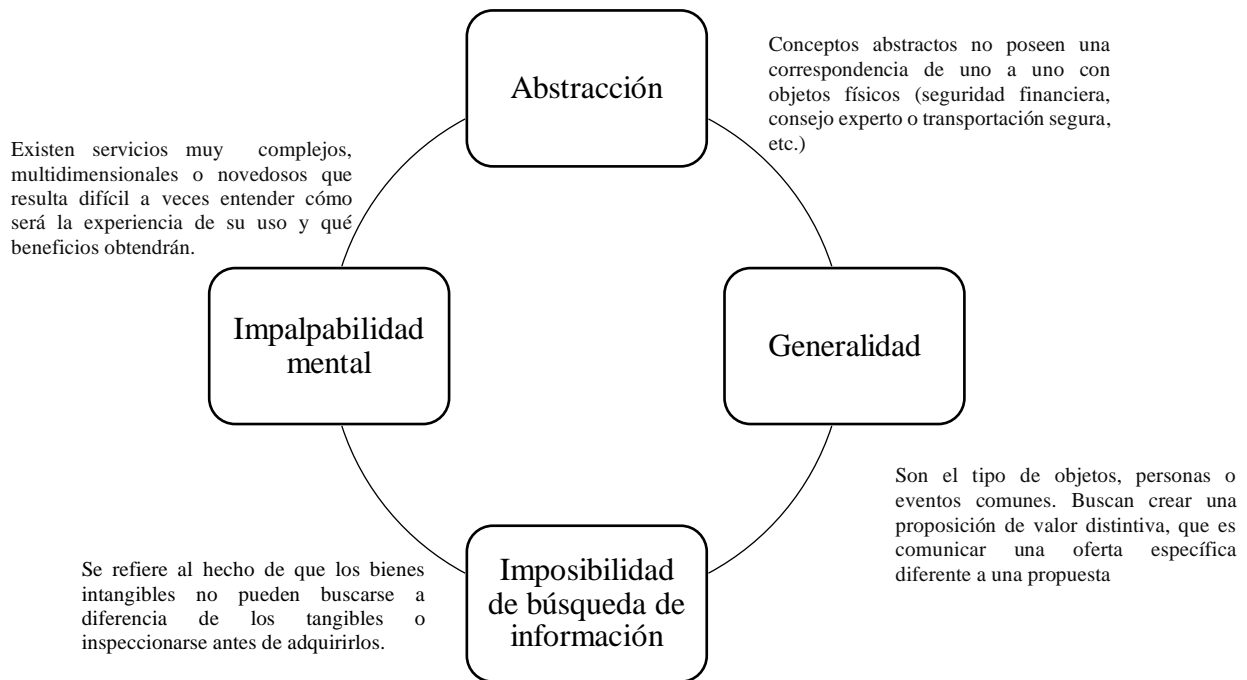 Abstracción
Conceptos abstractos no poseen una
correspondencia de uno a uno con
objetos físicos (seguridad financiera,
consejo experto o transportación segura,
etc.)
Existen servicios muy complejos,
multidimensionales o novedosos que
resulta difícil a veces entender cómo
será la experiencia de su uso y qué
beneficios obtendrán.
Impalpabilidad
mental
Generalidad
Son el tipo de objetos, personas o
eventos comunes. Buscan crear una
proposición de valor distintiva, que es
comunicar una oferta específica
diferente a una propuesta
Imposibilidad
de búsqueda de
información
Se refiere al hecho de que los bienes
intangibles no pueden buscarse a
diferencia de los tangibles o
inspeccionarse antes de adquirirlos.